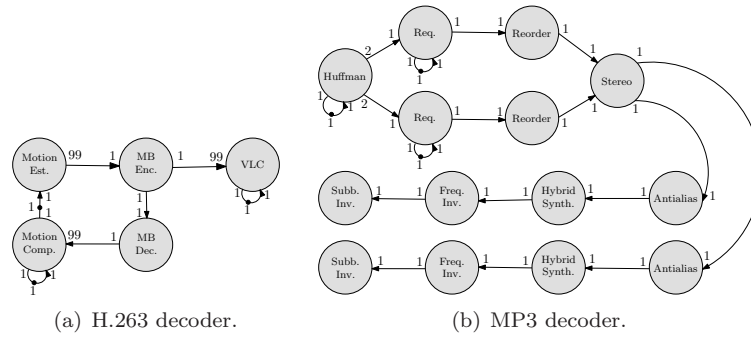 Motion
Est.
99
1
MB
Enc.
1
99
VLC
1
1
1
1
1
1
1
1
Motion
Comp.
99
1
MB
Dec.
1
1
1
(a) H.263 decoder.
Huffman
1
1
1
2
1
Req.
1
1
1
1
1
Reorder
1
1
2
1
Req.
1
1
1
1
1
Reorder
1
1
Stereo
1
1
Subb.
Inv.
1
1
Freq.
Inv.
1
1
Hybrid
Synth.
1
1
Antialias
1
Subb.
Inv.
1
1
Freq.
Inv.
1
1
Hybrid
Synth.
1
1
Antialias
1
(b) MP3 decoder.